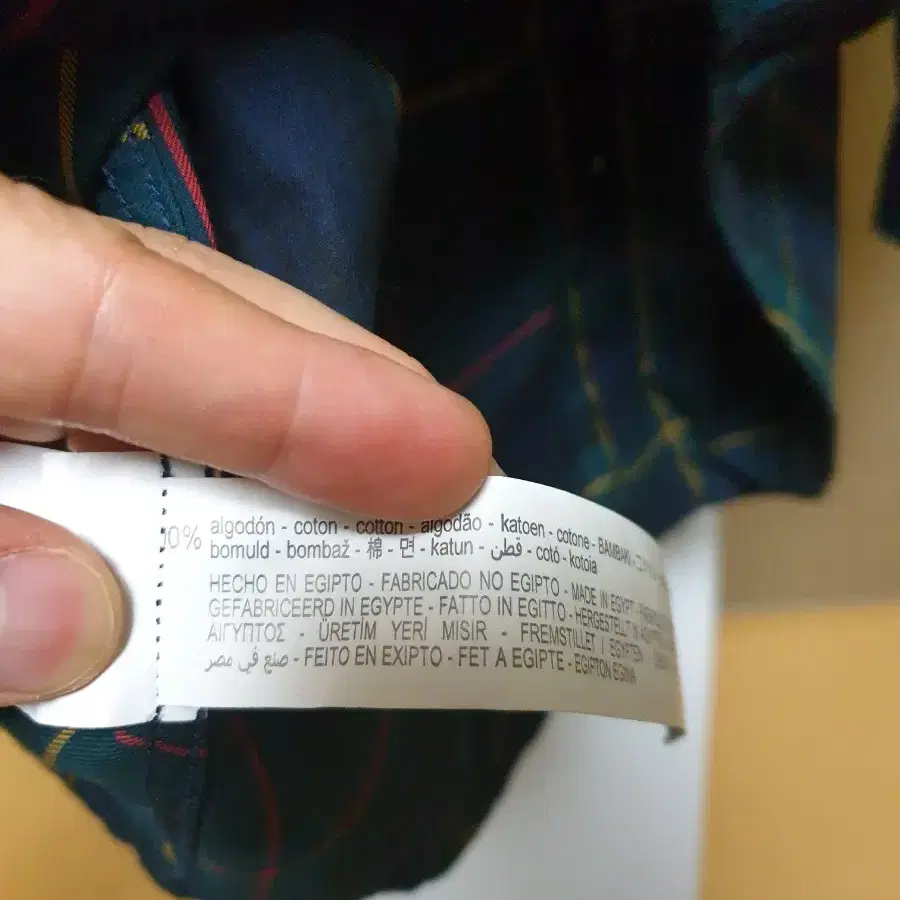 0% algodón - coton - cotton - algodão - katoen - cotone - BAMBAKI -
bomuld - bombaž - 棉 - 면 - katun - قطن - cotó - kotoia
HECHO EN EGIPTO - FABRICADO NO EGIPTO - MADE IN EGYPT -
GEFABRICEERD IN EGYPTE - FATTO IN EGITTO - HERGESTELLT IN
ΑΙΓΥΠΤΟΣ - ÜRETİM YERİ MISIR - FREMSTILLET I EGYPTEN -
صنع في مصر - FEITO EN EXIPTO - FET A EGIPTE - EGIPTON EGINA